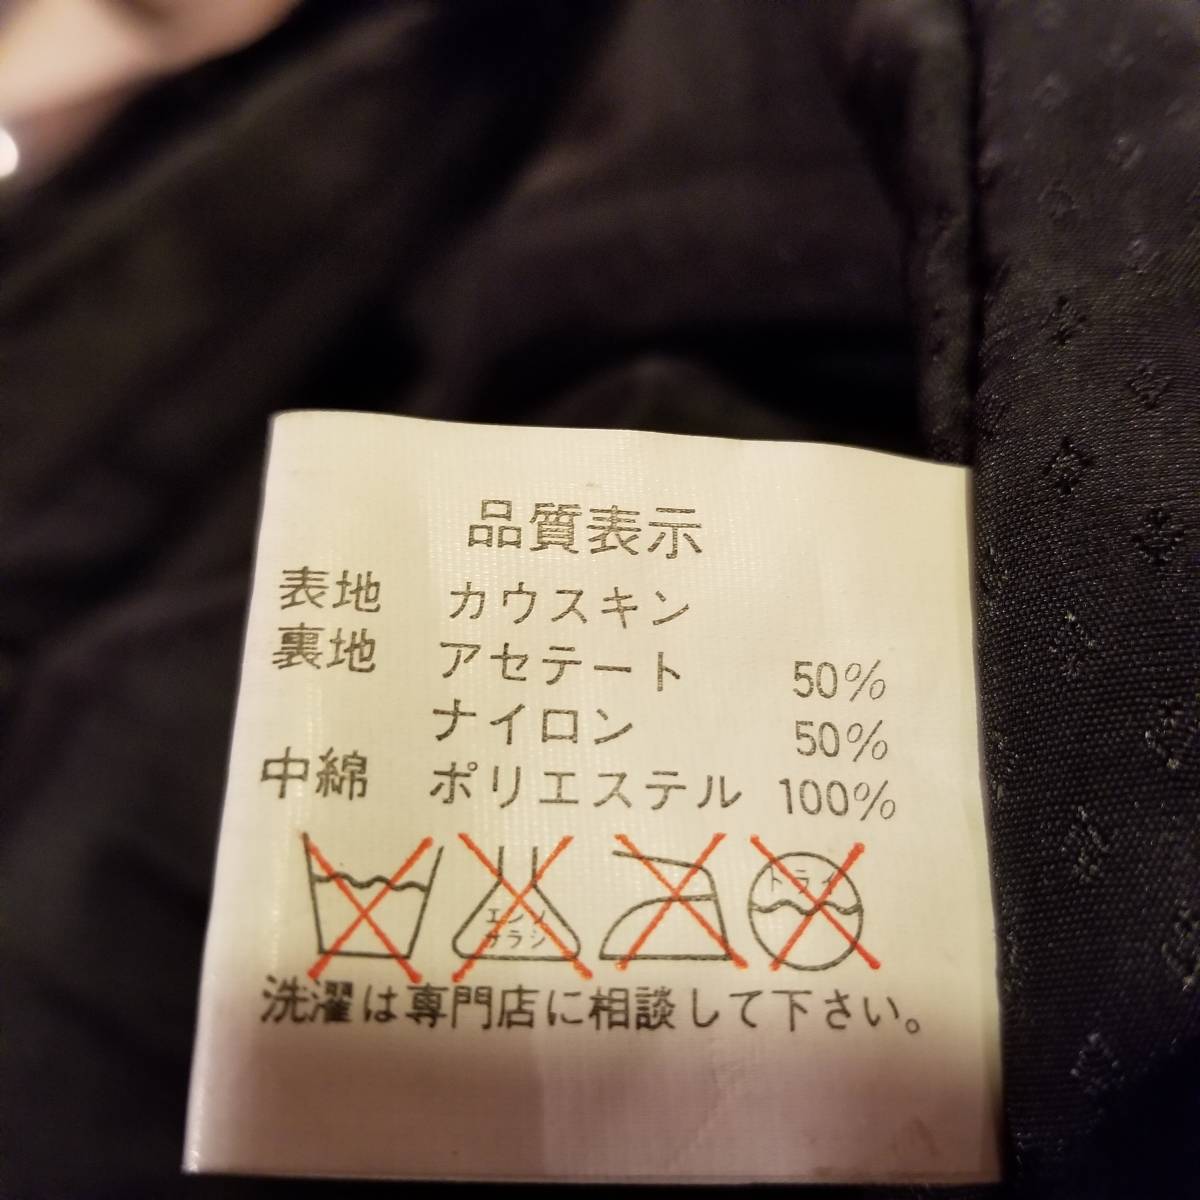 品質表示
表地 カウスキン
裏地 アセテート 50%
ナイロン 50%
中綿 ポリエステル 100%
エンソ
サラシ
ドライ
洗濯は専門店に相談して下さい。